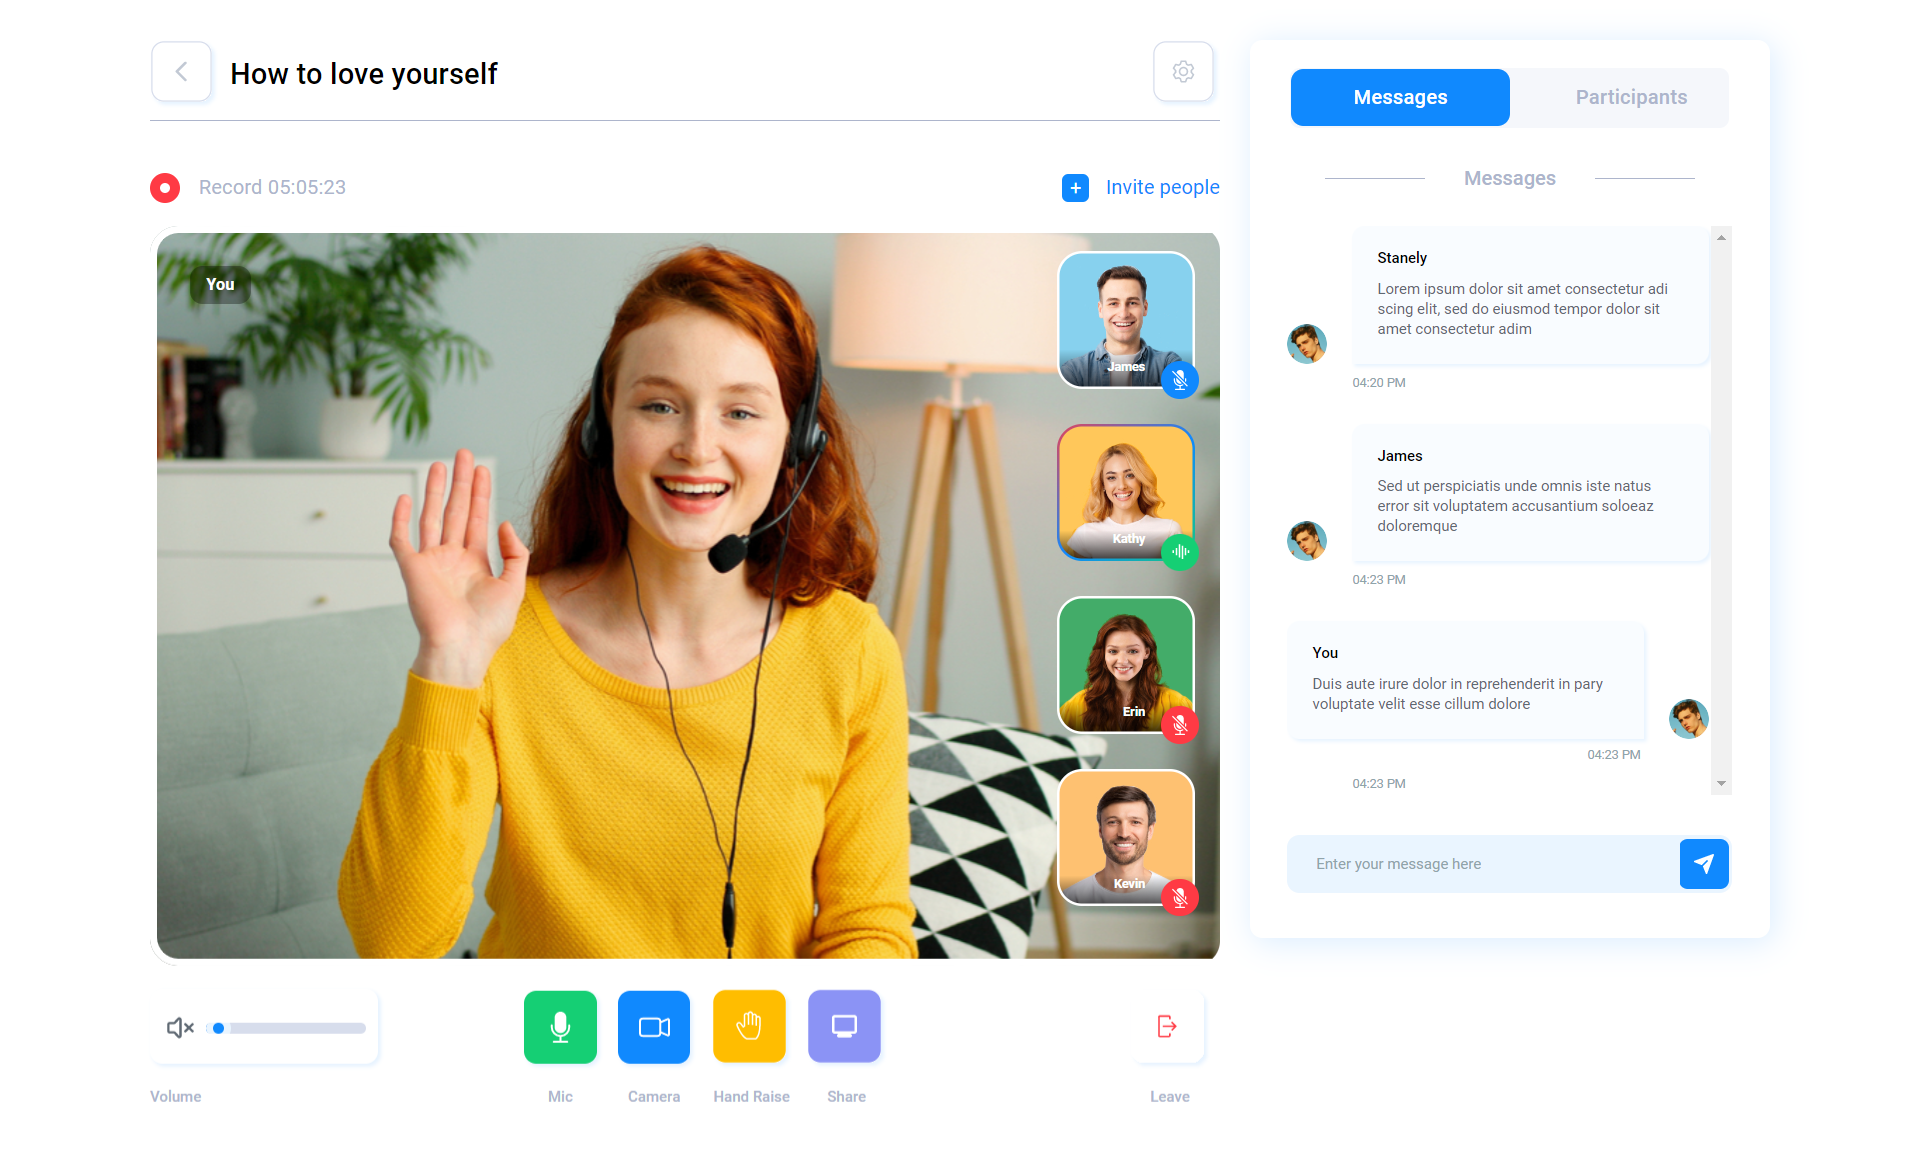 How to love yourself
Record 05:05:23
Invite people
You
James
Kathy
Erin
Kevin
Volume
Mic
Camera
Hand Raise
Share
Leave
Messages
Participants
Messages
Stanely
Lorem ipsum dolor sit amet consectetur adi
scing elit, sed do eiusmod tempor dolor sit
amet consectetur adim
04:20 PM
James
Sed ut perspiciatis unde omnis iste natus
error sit voluptatem accusantium soloeaz
doloremque
04:23 PM
You
Duis aute irure dolor in reprehenderit in pary
voluptate velit esse cillum dolore
04:23 PM
04:23 PM
Enter your message here